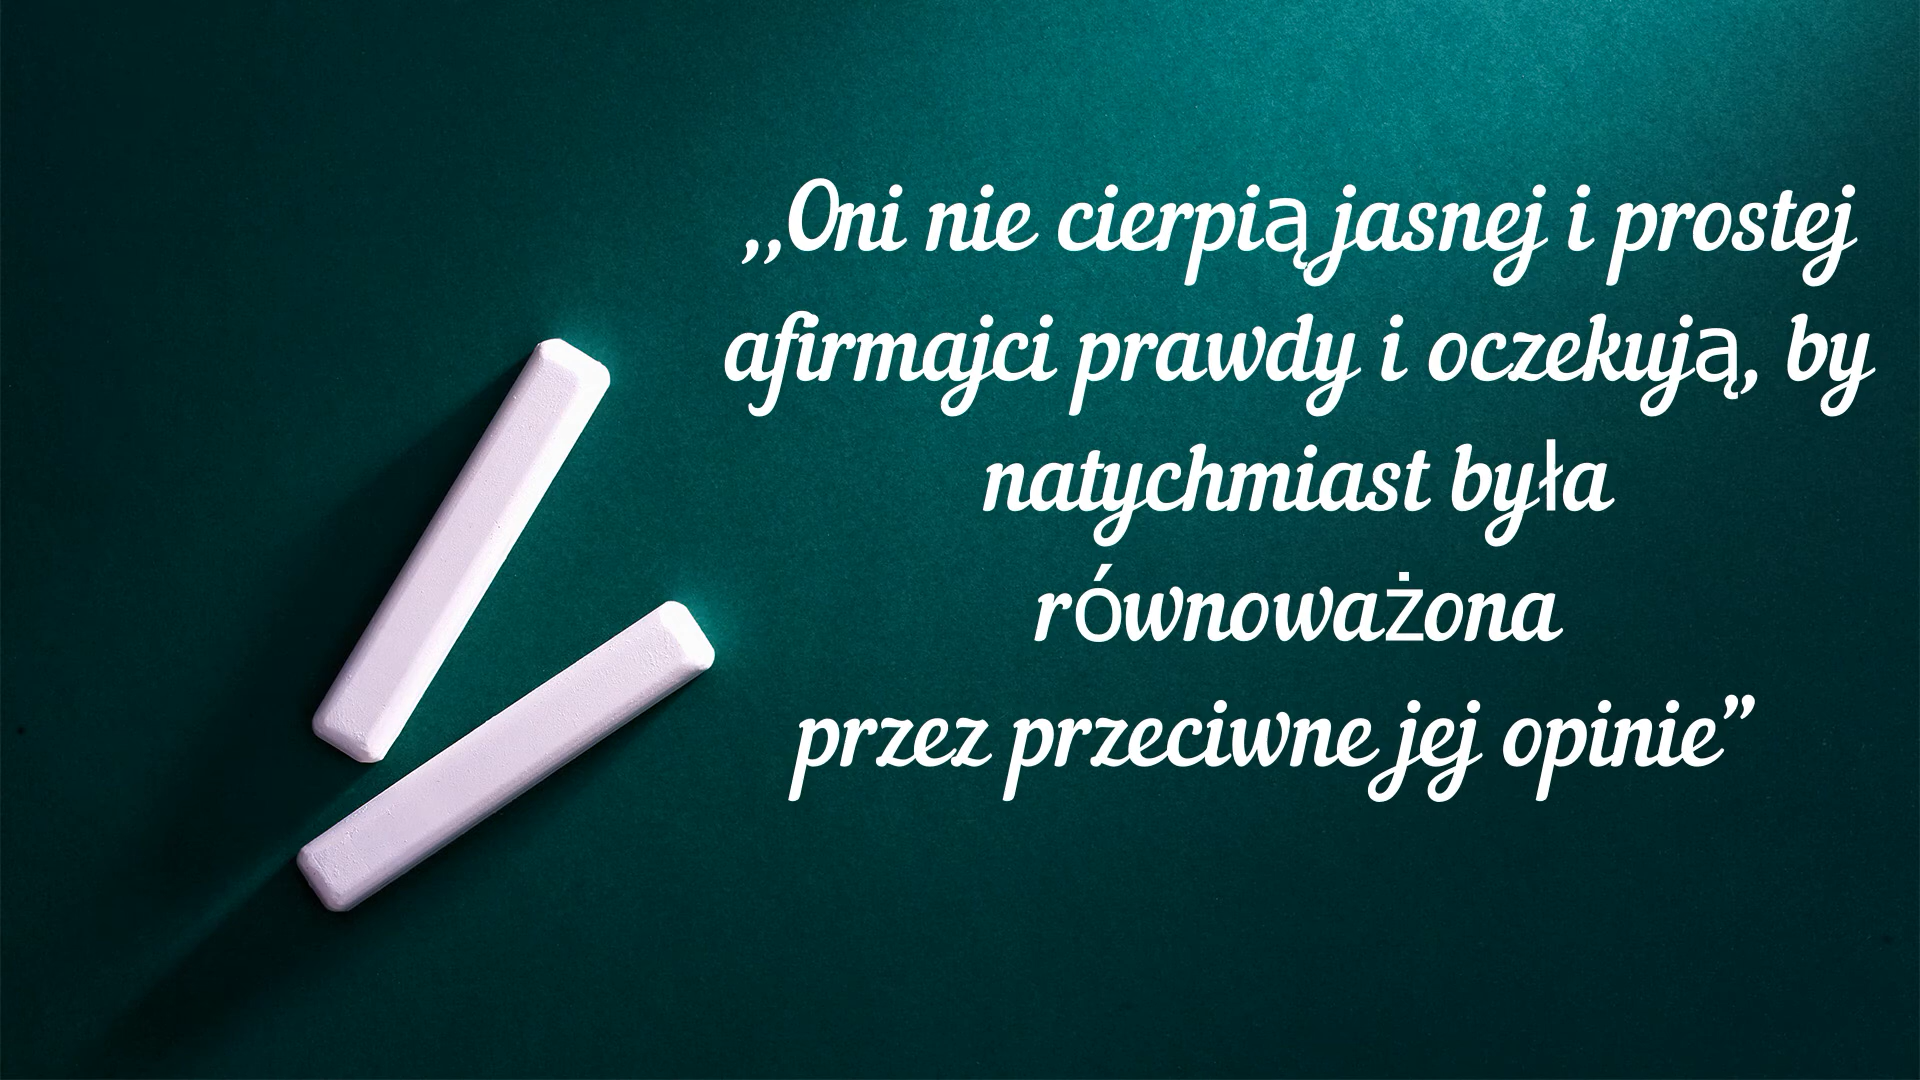 ,,Oni nie cierpią jasnej i prostej
afirmajci prawdy i oczekują, by
natychmiast była
równoważona
przez przeciwne jej opinie”